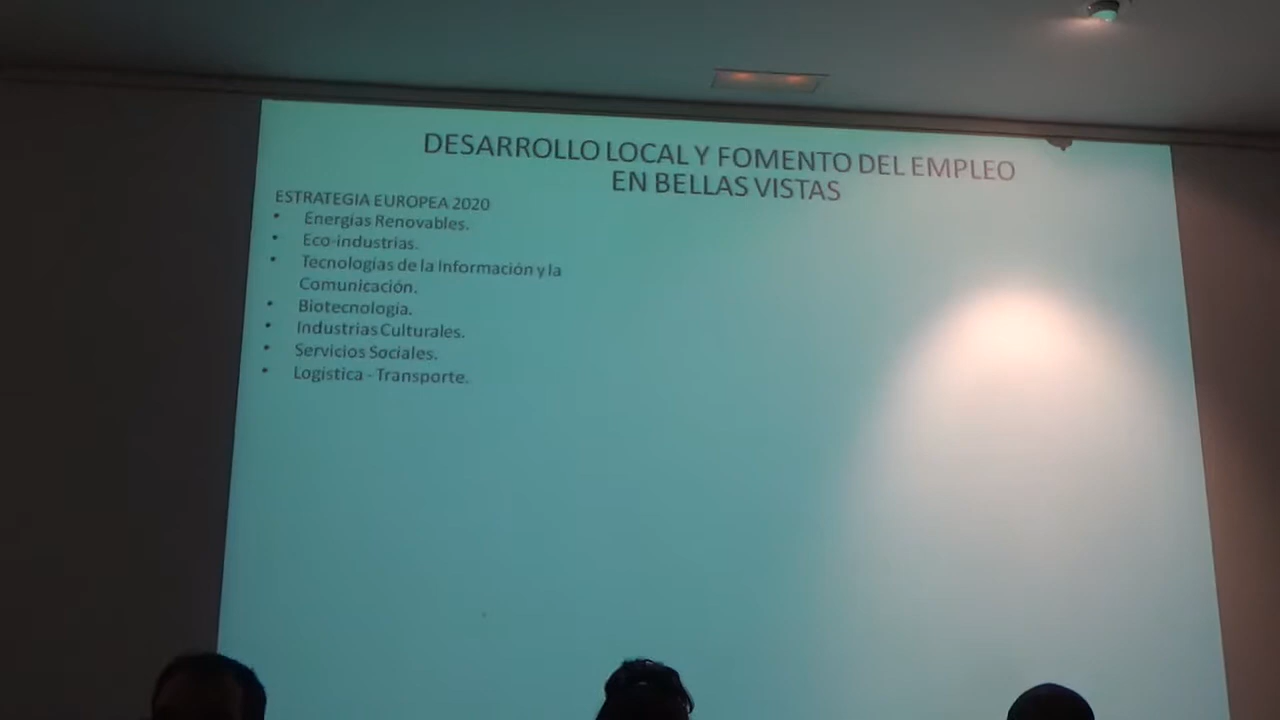 DESARROLLO LOCAL Y FOMENTO DEL EMPLEO
EN BELLAS VISTAS
ESTRATEGIA EUROPEA 2020
• Energías Renovables.
• Eco-industrias.
• Tecnologías de la Información y la
Comunicación.
• Biotecnología.
• Industrias Culturales.
• Servicios Sociales.
• Logística - Transporte.